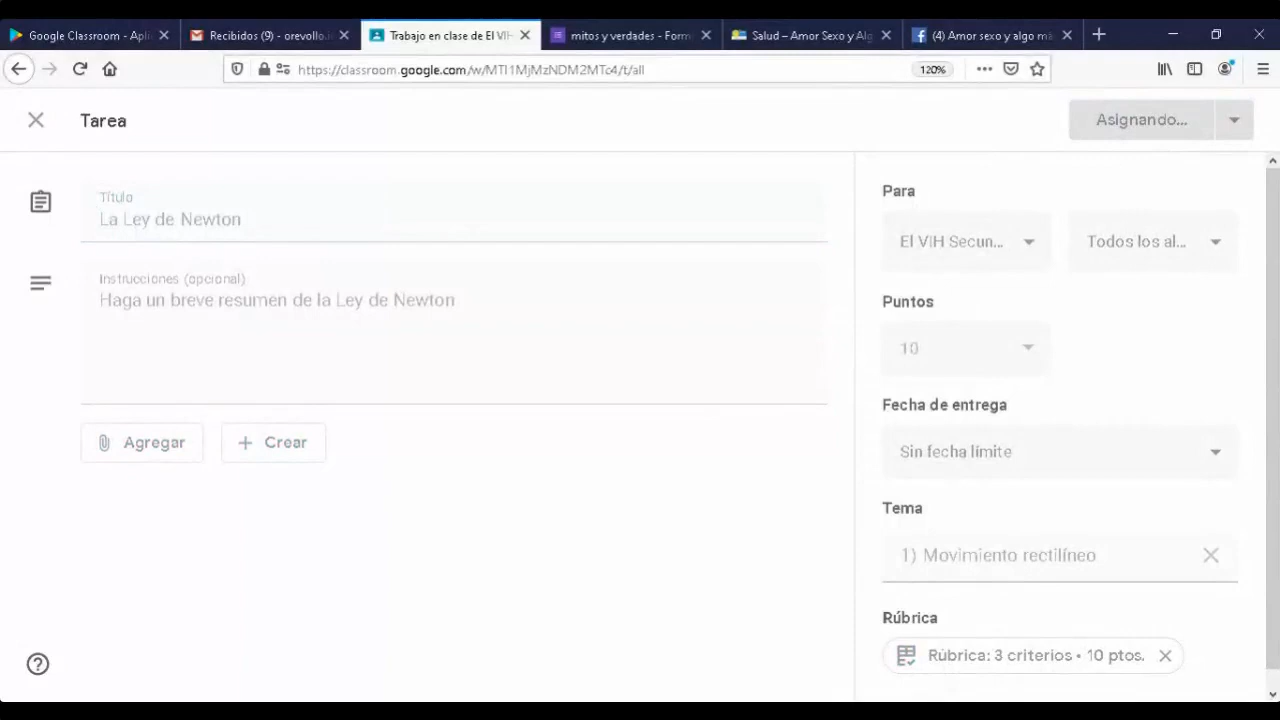 Google Classroom - Apli
Recibidos (9) - orevollo.i
Trabajo en clase de El VIH
mitos y verdades - Form
Salud – Amor Sexo y Alg
(4) Amor sexo y algo má
https://classroom.google.com/w/MTI1MjMzNDM2MTc4/t/all
120%
Tarea
Asignando...
Título
La Ley de Newton
Instrucciones (opcional)
Haga un breve resumen de la Ley de Newton
Agregar
Crear
Para
El VIH Secun...
Todos los al...
Puntos
10
Fecha de entrega
Sin fecha límite
Tema
1) Movimiento rectilíneo
Rúbrica
Rúbrica: 3 criterios • 10 ptos.